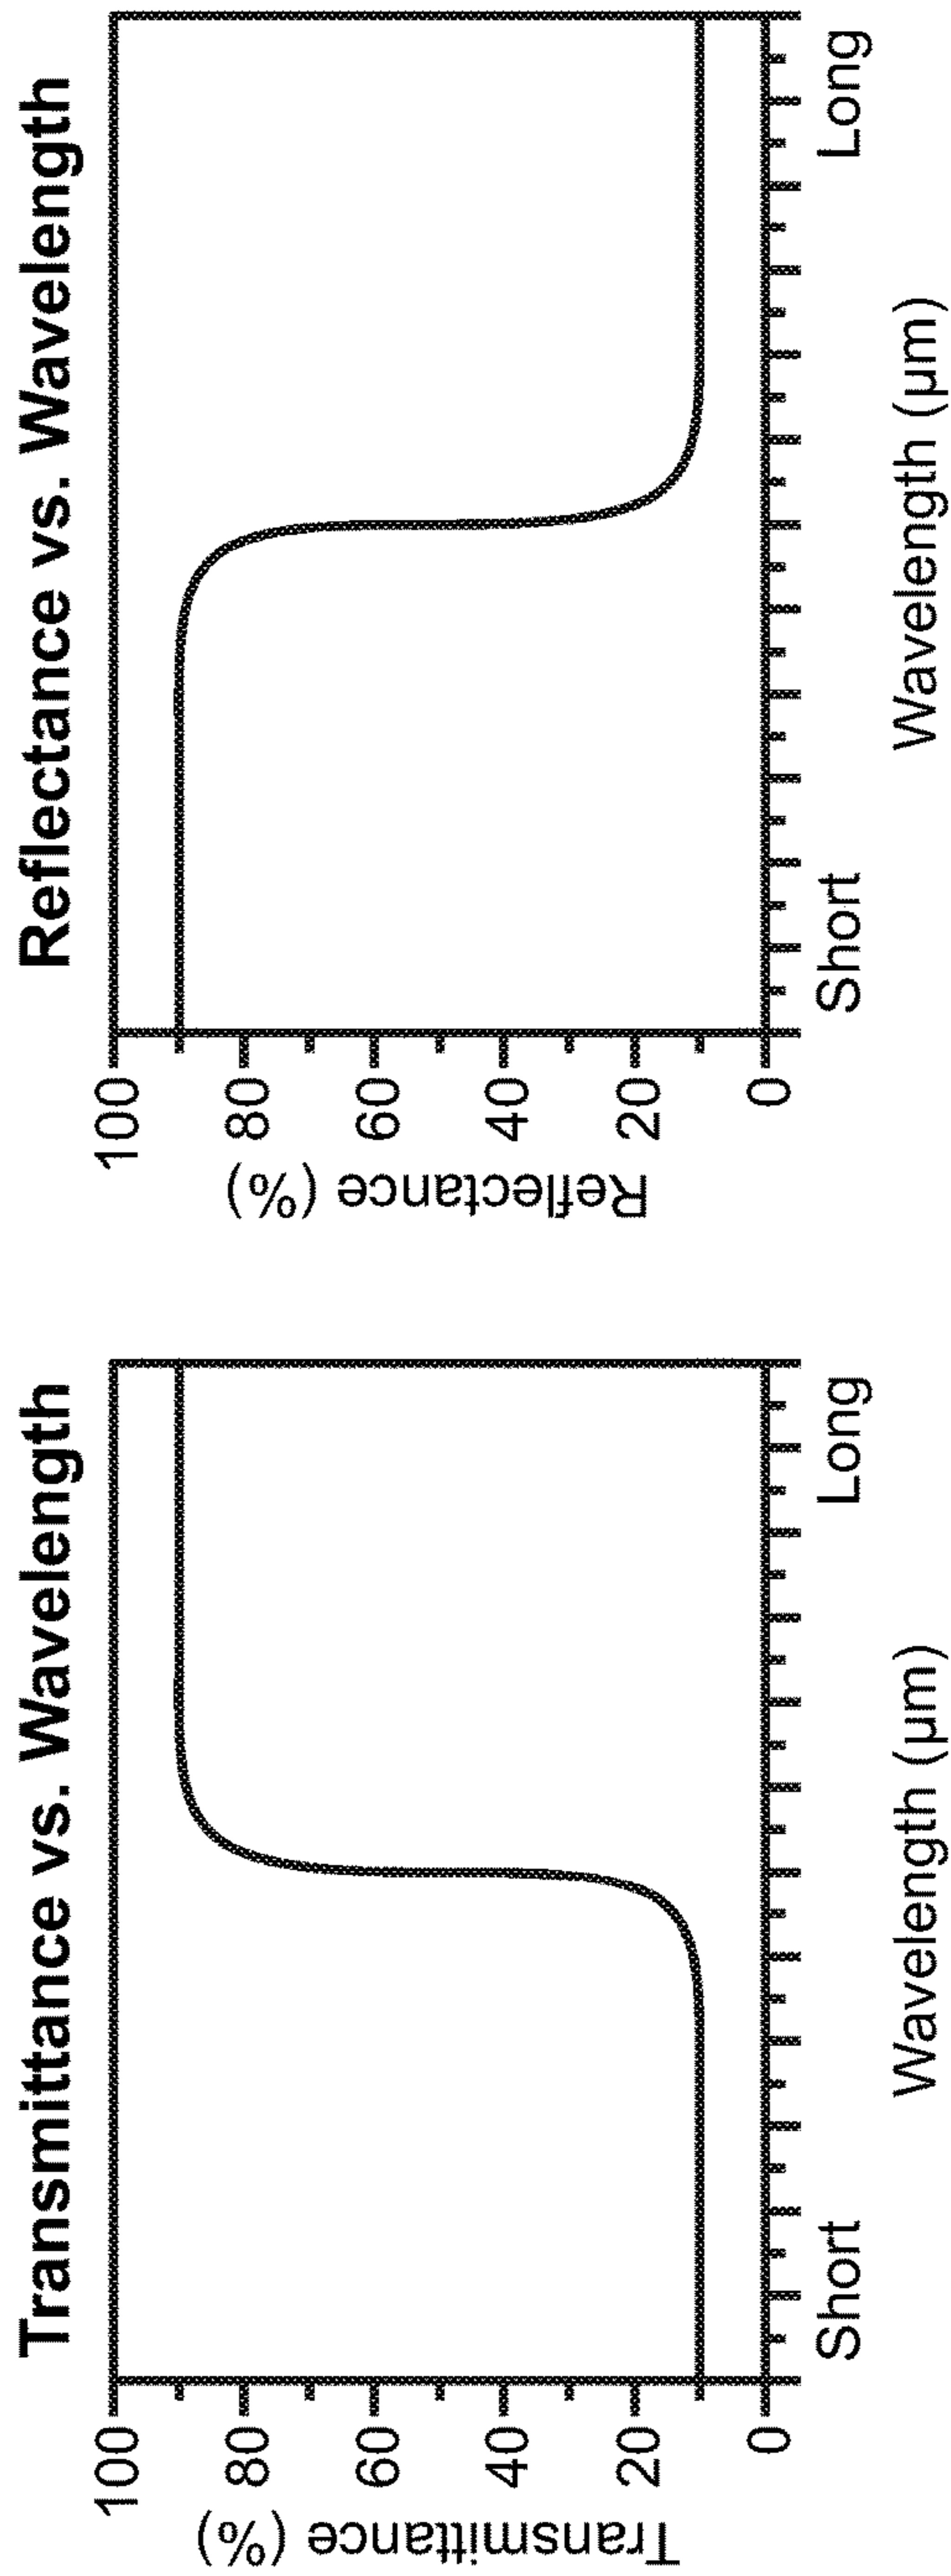 Transmittance vs. Wavelength
Transmittance (%)
100
80
60
40
20
0
Short
Long
Wavelength (µm)
Reflectance vs. Wavelength
Reflectance (%)
100
80
60
40
20
0
Short
Long
Wavelength (µm)